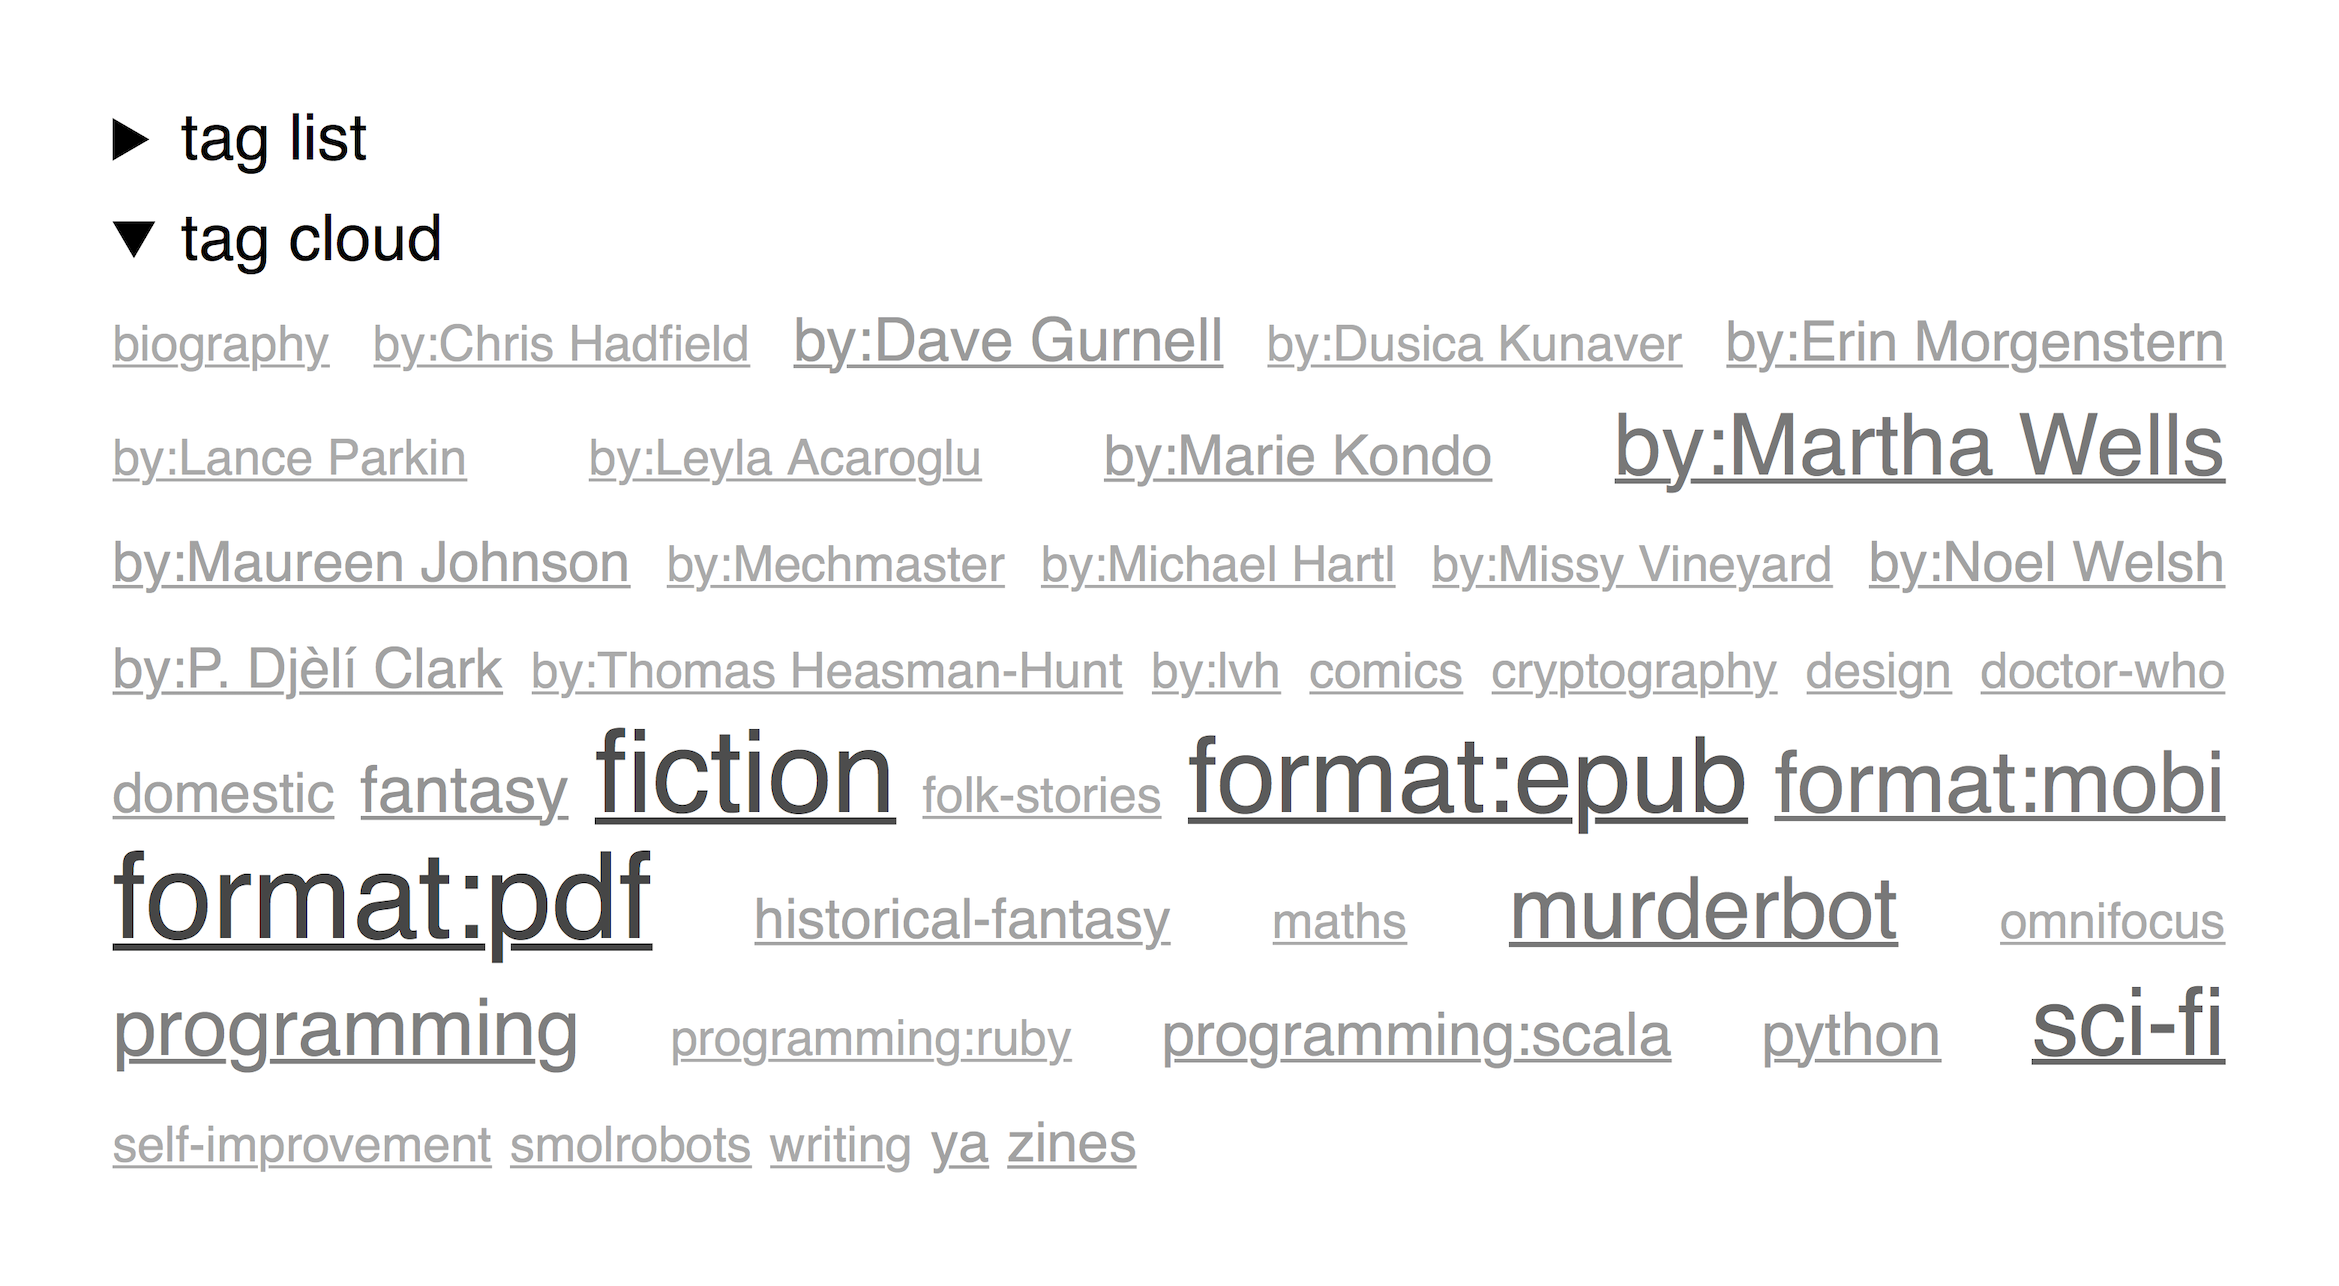 tag list
tag cloud
biography by:Chris Hadfield by:Dave Gurnell by:Dusica Kunaver by:Erin Morgenstern
by:Lance Parkin by:Leyla Acaroglu by:Marie Kondo by:Martha Wells
by:Maureen Johnson by:Mechmaster by:Michael Hartl by:Missy Vineyard by:Noel Welsh
by:P. Djèlí Clark by:Thomas Heasman-Hunt by:lvh comics cryptography design doctor-who
domestic fantasy fiction folk-stories format:epub format:mobi
format:pdf historical-fantasy maths murderbot omnifocus
programming programming:ruby programming:scala python sci-fi
self-improvement smolrobots writing ya zines